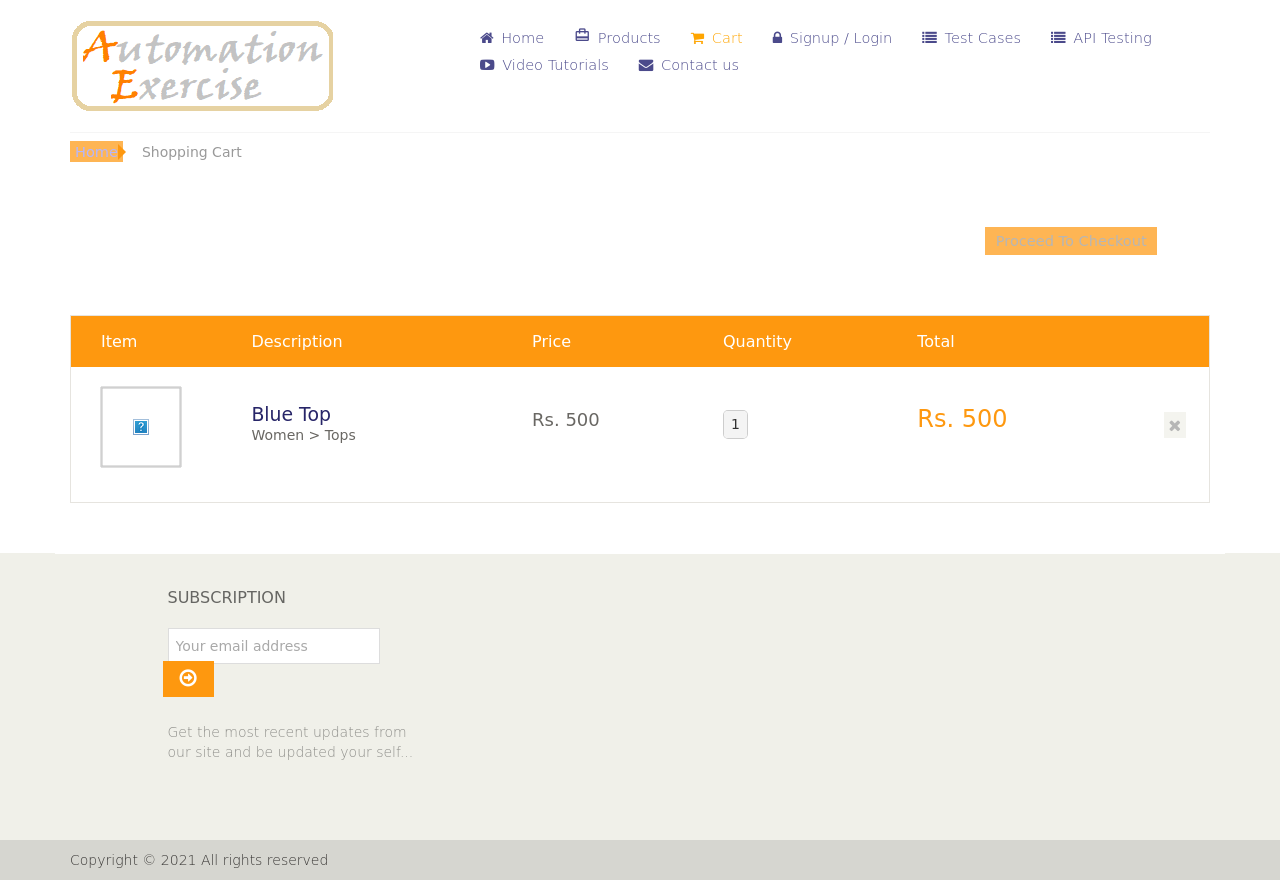 Automation
Exercise
Home Products Cart Signup / Login Test Cases API Testing
Video Tutorials Contact us
Home Shopping Cart
Proceed To Checkout
Item Description Price Quantity Total
Blue Top
Women > Tops
Rs. 500
1
Rs. 500
SUBSCRIPTION
Your email address
Get the most recent updates from
our site and be updated your self...
Copyright © 2021 All rights reserved